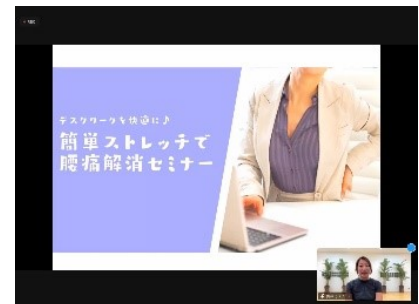 デスクワークを快適に♪
簡単ストレッチで
腰痛解消セミナー